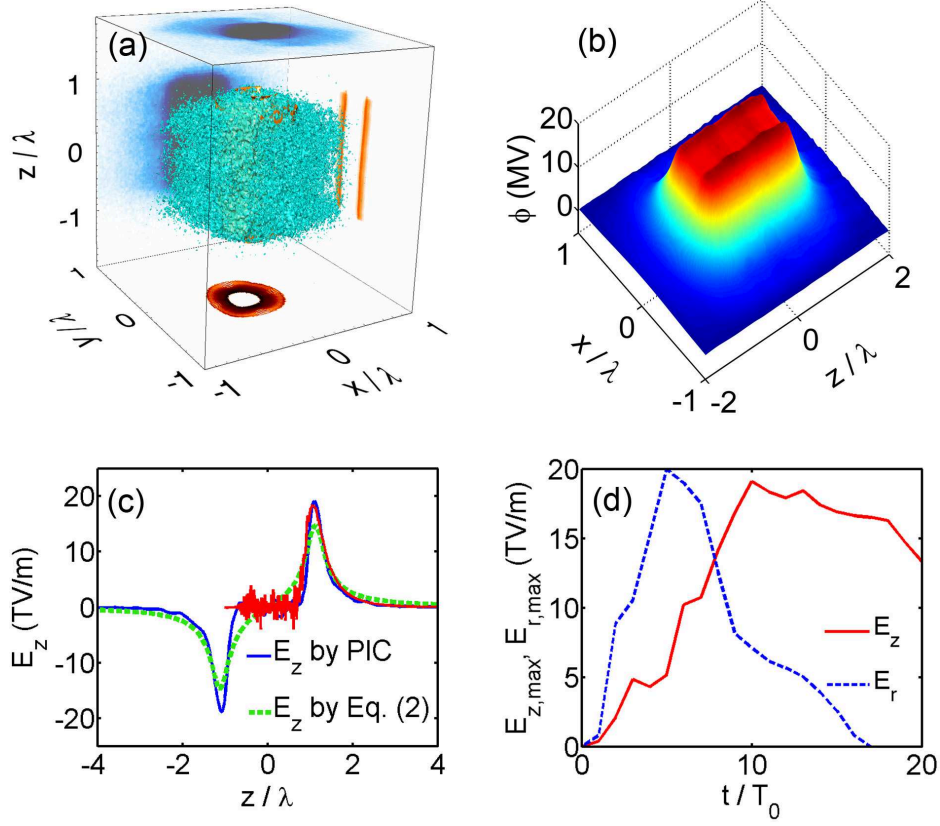 (a)
z / λ
1
0
-1
1
0
-1
y / λ
-1
0
1
x / λ
(b)
ϕ (MV)
20
10
0
1
0
-1
x / λ
-2
0
2
z / λ
(c)
E_z (TV/m)
20
10
0
-10
-20
E_z by PIC
E_z by Eq. (2)
-4 -2 0 2 4
z / λ
(d)
E_z,max, E_r,max (TV/m)
20
15
10
5
0
E_z
E_r
0 5 10 15 20
t / T_0